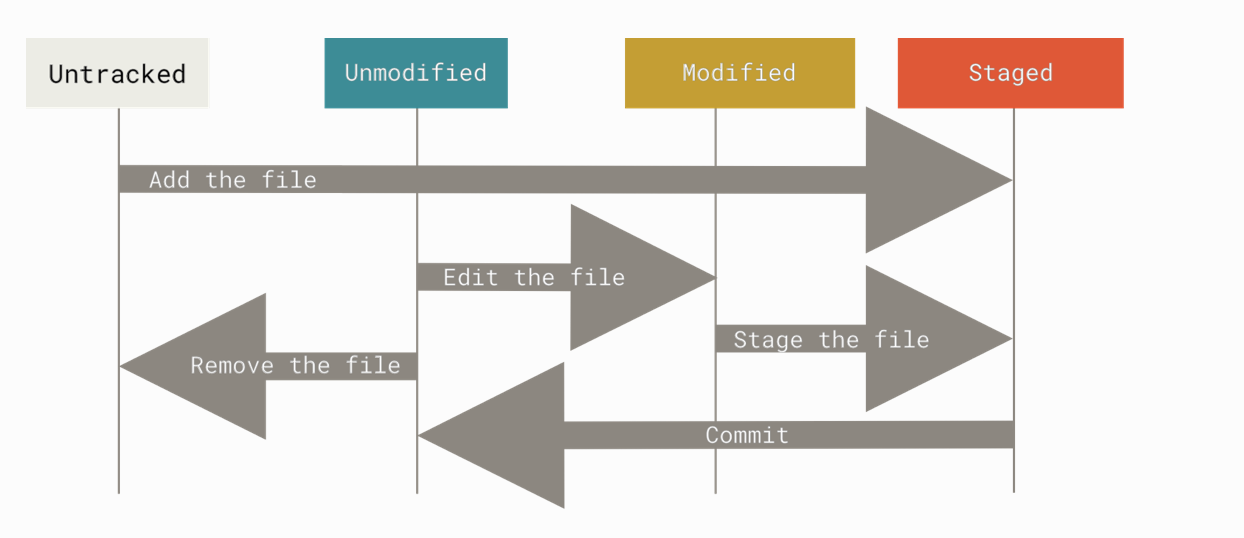 Untracked
Unmodified
Modified
Staged
Add the file
Edit the file
Stage the file
Remove the file
Commit